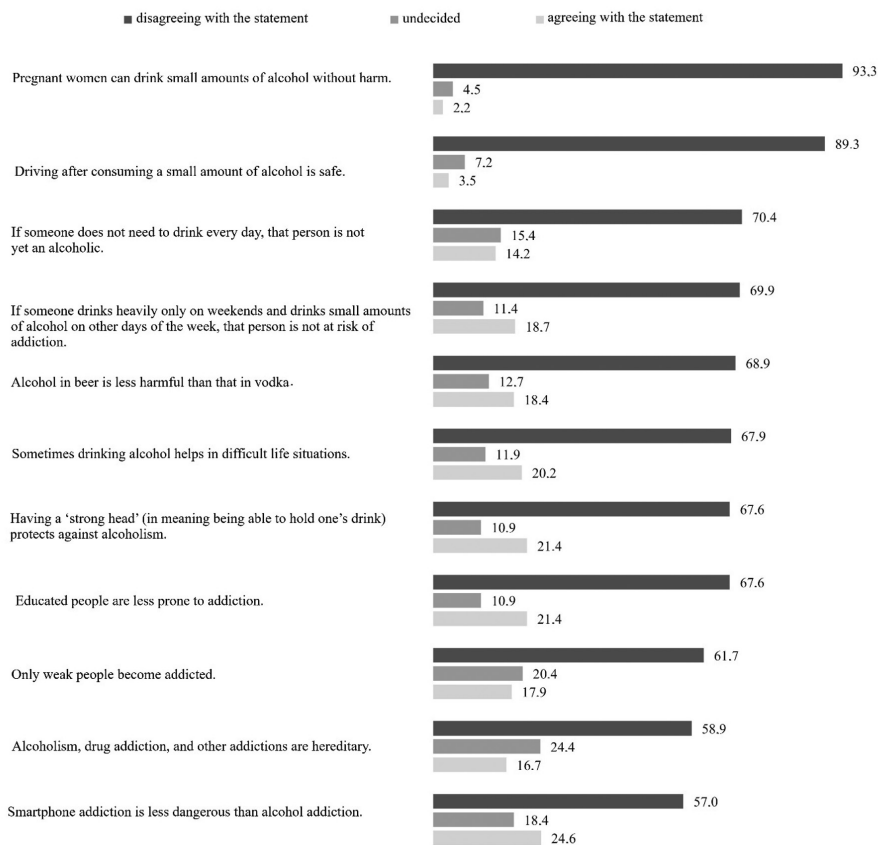 disagreeing with the statement undecided agreeing with the statement
Pregnant women can drink small amounts of alcohol without harm.
93.3
4.5
2.2
Driving after consuming a small amount of alcohol is safe.
89.3
7.2
3.5
If someone does not need to drink every day, that person is not
yet an alcoholic.
70.4
15.4
14.2
If someone drinks heavily only on weekends and drinks small amounts
of alcohol on other days of the week, that person is not at risk of
addiction.
69.9
11.4
18.7
Alcohol in beer is less harmful than that in vodka.
68.9
12.7
18.4
Sometimes drinking alcohol helps in difficult life situations.
67.9
11.9
20.2
Having a ‘strong head’ (in meaning being able to hold one’s drink)
protects against alcoholism.
67.6
10.9
21.4
Educated people are less prone to addiction.
67.6
10.9
21.4
Only weak people become addicted.
61.7
20.4
17.9
Alcoholism, drug addiction, and other addictions are hereditary.
58.9
24.4
16.7
Smartphone addiction is less dangerous than alcohol addiction.
57.0
18.4
24.6